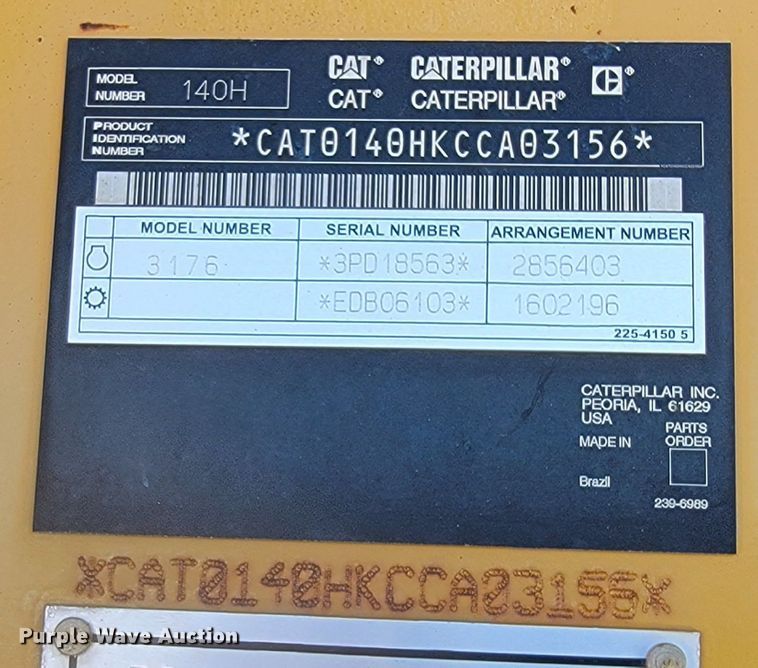 MODEL NUMBER 140H
CAT® CATERPILLAR® C®
CAT® CATERPILLAR®
PRODUCT IDENTIFICATION NUMBER *CAT0140HKCCA03156*
MODEL NUMBER SERIAL NUMBER ARRANGEMENT NUMBER
3176 *3PD18563* 2856403
*EDB06103* 1602196
225-4150 5
CATERPILLAR INC.
PEORIA, IL 61629
USA
MADE IN PARTS ORDER
Brazil
239-6989
*CAT0140HKCCA03156*
Purple Wave Auction